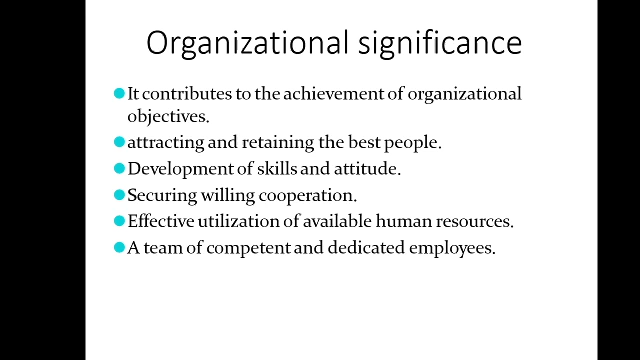 Organizational significance
It contributes to the achievement of organizational
objectives.
attracting and retaining the best people.
Development of skills and attitude.
Securing willing cooperation.
Effective utilization of available human resources.
A team of competent and dedicated employees.